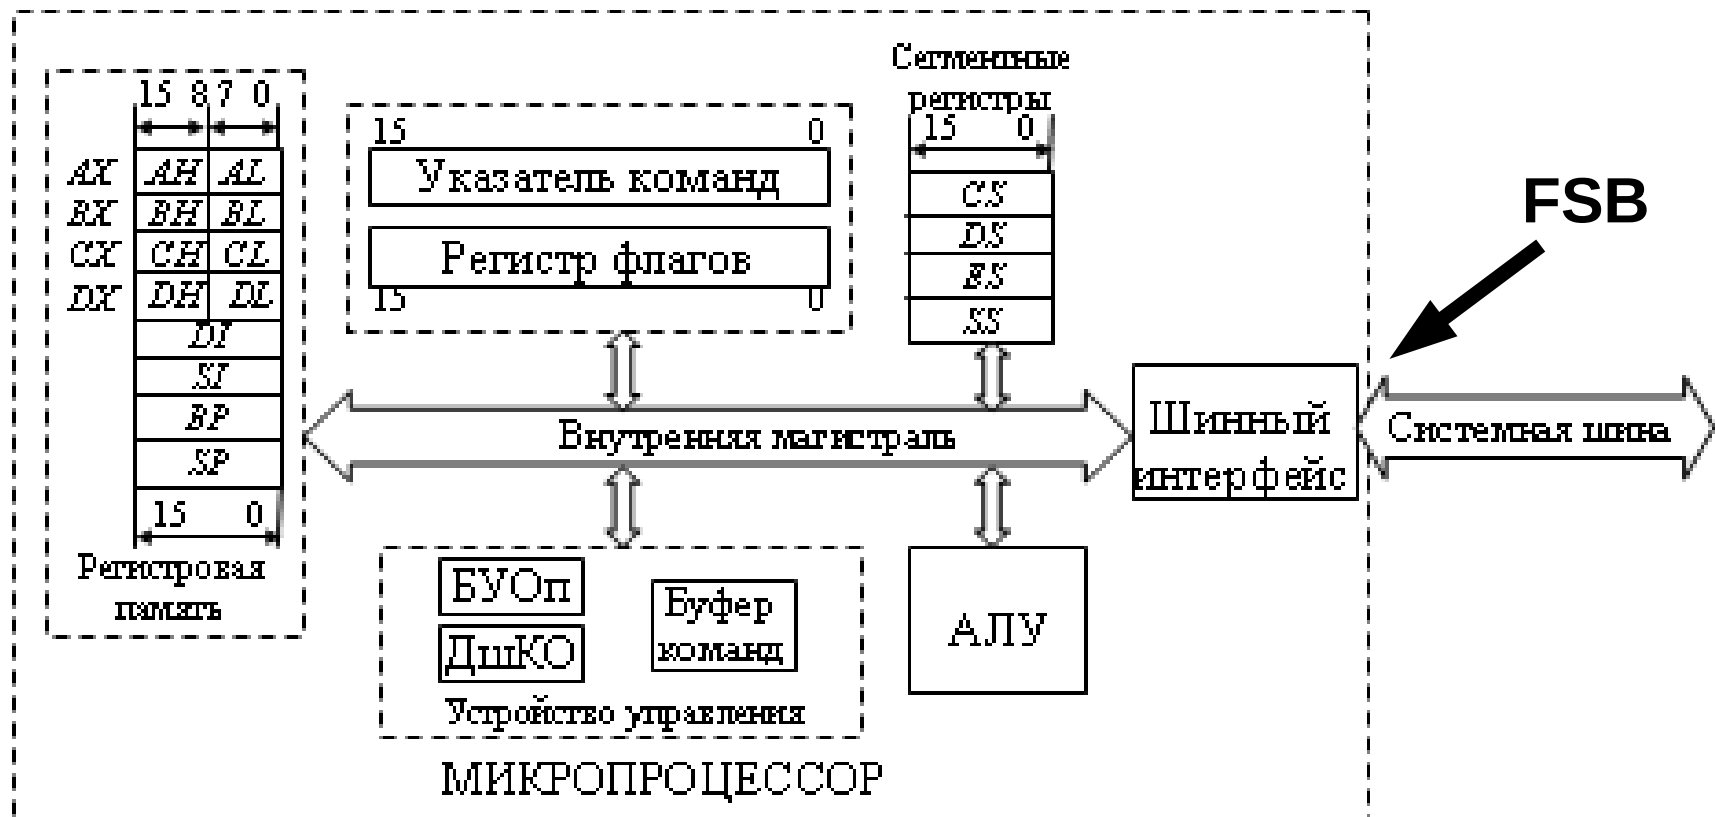 15 8 7 0
AX AH AL
BX BH BL
CX CH CL
DX DH DL
DI
SI
BP
SP
15 0
Регистровая
память
15 0
Указатель команд
Регистр флагов
15 0
Сегментные
регистры
15 0
CS
DS
ES
SS
FSB
Внутренняя магистраль
Шинный
интерфейс
Системная шина
БУОп
ДшКО
Буфер
команд
Устройство управления
АЛУ
МИКРОПРОЦЕССОР